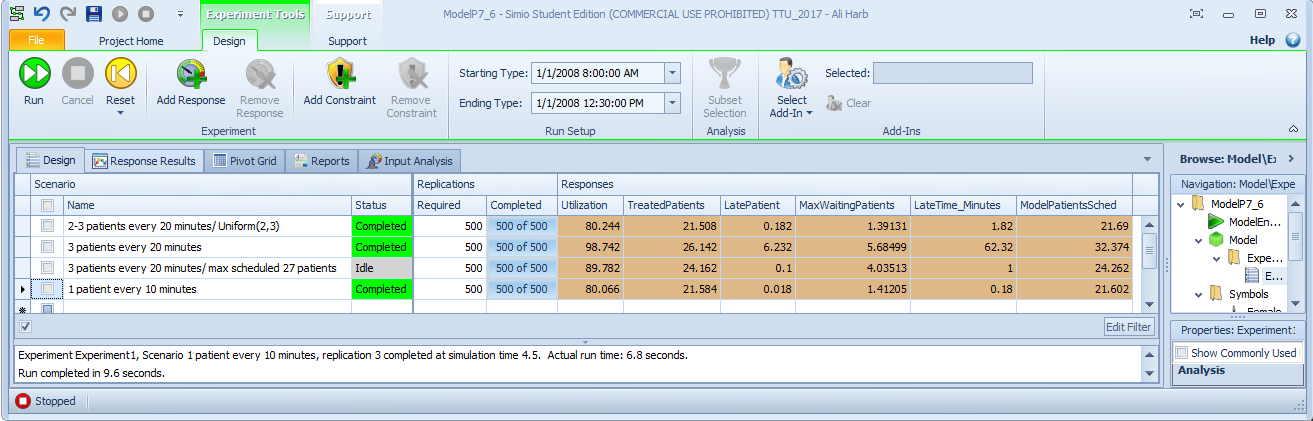 Experiment Tools Support ModelP7_6 - Simio Student Edition (COMMERCIAL USE PROHIBITED) TTU_2017 - Ali Harb
File Project Home Design Support Help
Run Cancel Reset Add Response Remove Response Add Constraint Remove Constraint
Starting Type: 1/1/2008 8:00:00 AM
Ending Type: 1/1/2008 12:30:00 PM
Subset Selection Select Add-In Selected:
Clear
Experiment Run Setup Analysis Add-Ins
Design Response Results Pivot Grid Reports Input Analysis
Scenario Replications Responses
Name Status Required Completed Utilization TreatedPatients LatePatient MaxWaitingPatients LateTime_Minutes ModelPatientsSched
2-3 patients every 20 minutes/ Uniform(2,3) Completed 500 500 of 500 80.244 21.508 0.182 1.39131 1.82 21.69
3 patients every 20 minutes Completed 500 500 of 500 98.742 26.142 6.232 5.68499 62.32 32.374
3 patients every 20 minutes/ max scheduled 27 patients Idle 500 500 of 500 89.782 24.162 0.1 4.03513 1 24.262
1 patient every 10 minutes Completed 500 500 of 500 80.066 21.584 0.018 1.41205 0.18 21.602
Edit Filter
Experiment Experiment1, Scenario 1 patient every 10 minutes, replication 3 completed at simulation time 4.5. Actual run time: 6.8 seconds.
Run completed in 9.6 seconds.
Browse: Model\Ex
Navigation: Model\Expe
ModelP7_6
ModelEn...
Model
Expe...
E...
Symbols
Female
Properties: Experiment1
Show Commonly Used
Analysis
Stopped